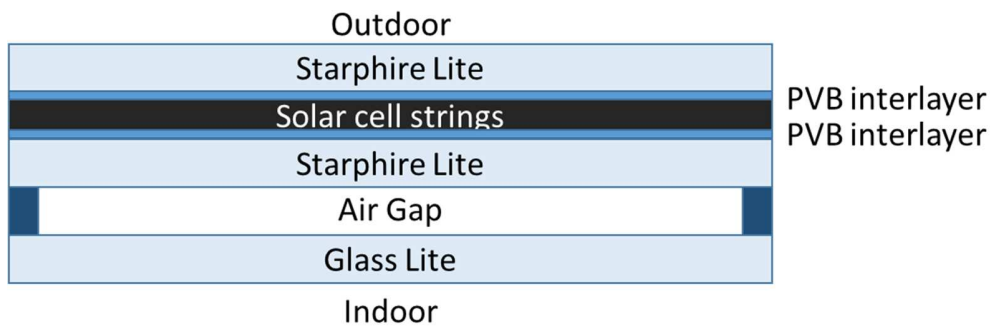 Outdoor
Starphire Lite
PVB interlayer
Solar cell strings
PVB interlayer
Starphire Lite
Air Gap
Glass Lite
Indoor